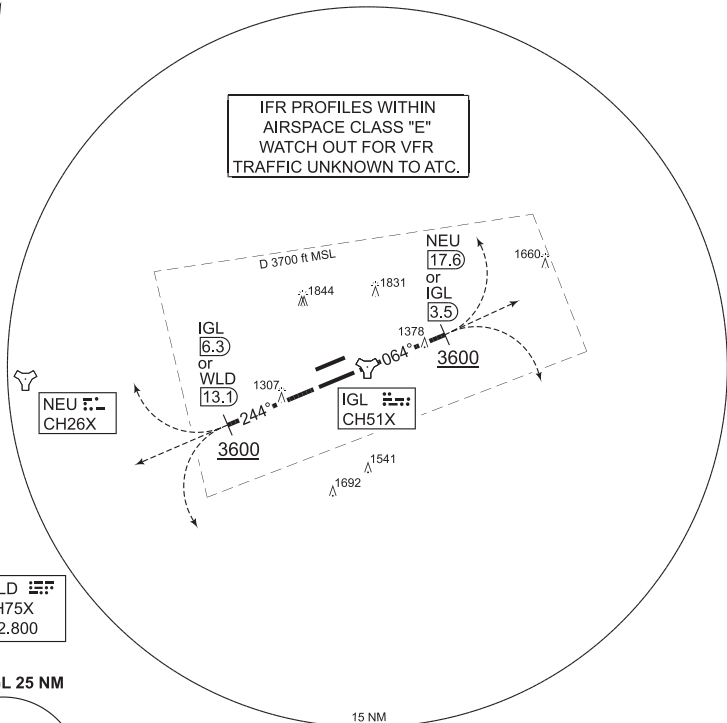 IFR PROFILES WITHIN
AIRSPACE CLASS "E"
WATCH OUT FOR VFR
TRAFFIC UNKNOWN TO ATC.
D 3700 ft MSL
NEU
17.6
or
IGL
3.5
1660
1844
1831
1378
064°
3600
IGL
6.3
or
WLD
13.1
1307
244°
3600
NEU
CH26X
IGL
CH51X
1541
1692
LD
H75X
2.800
L 25 NM
15 NM